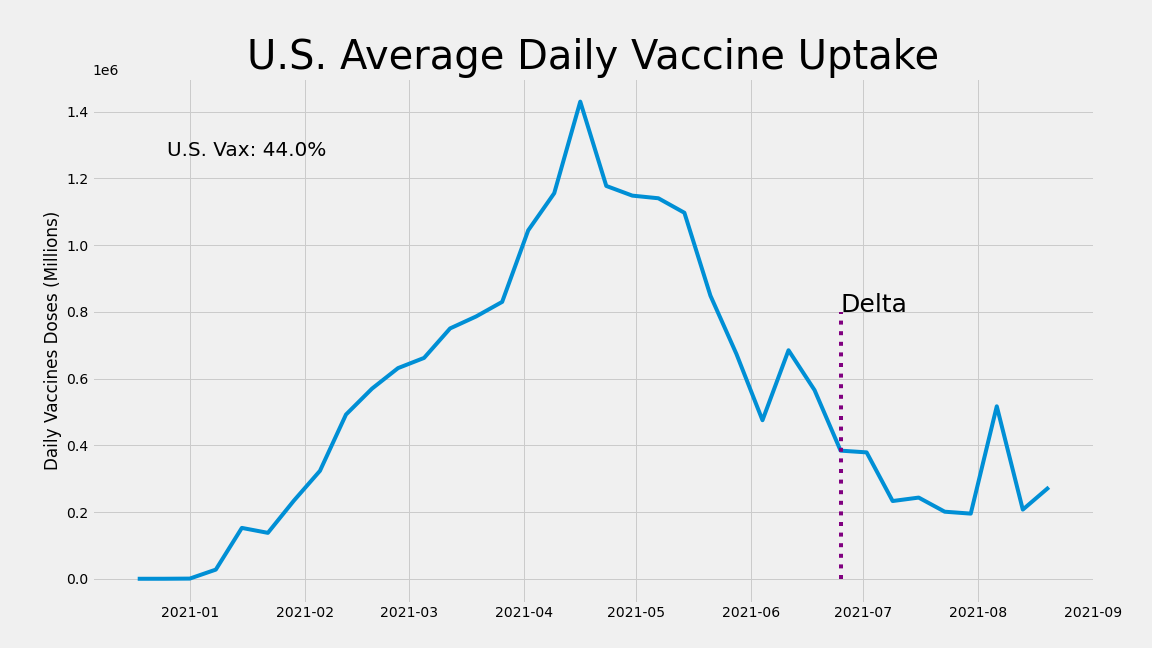 U.S. Average Daily Vaccine Uptake
1e6
1.4
U.S. Vax: 44.0%
1.2
1.0
Daily Vaccines Doses (Millions)
Delta
0.8
0.6
0.4
0.2
0.0
2021-01 2021-02 2021-03 2021-04 2021-05 2021-06 2021-07 2021-08 2021-09